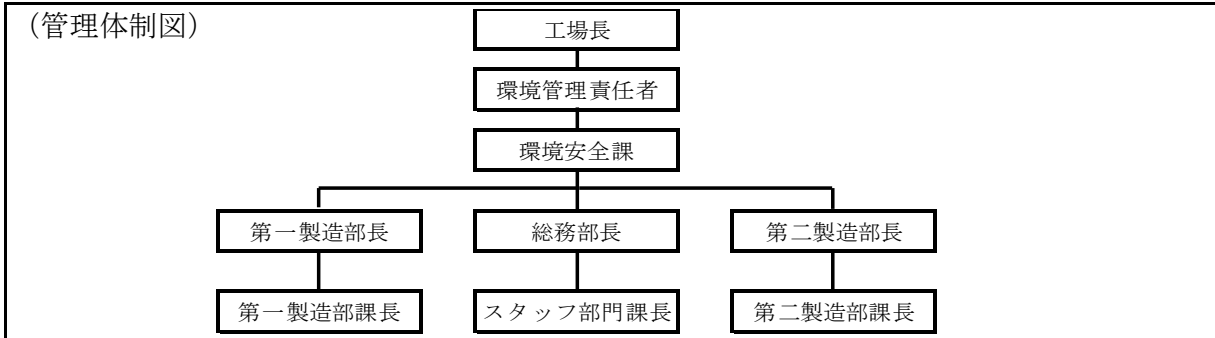 （管理体制図）
工場長
環境管理責任者
環境安全課
第一製造部長
総務部長
第二製造部長
第一製造部課長
スタッフ部門課長
第二製造部課長